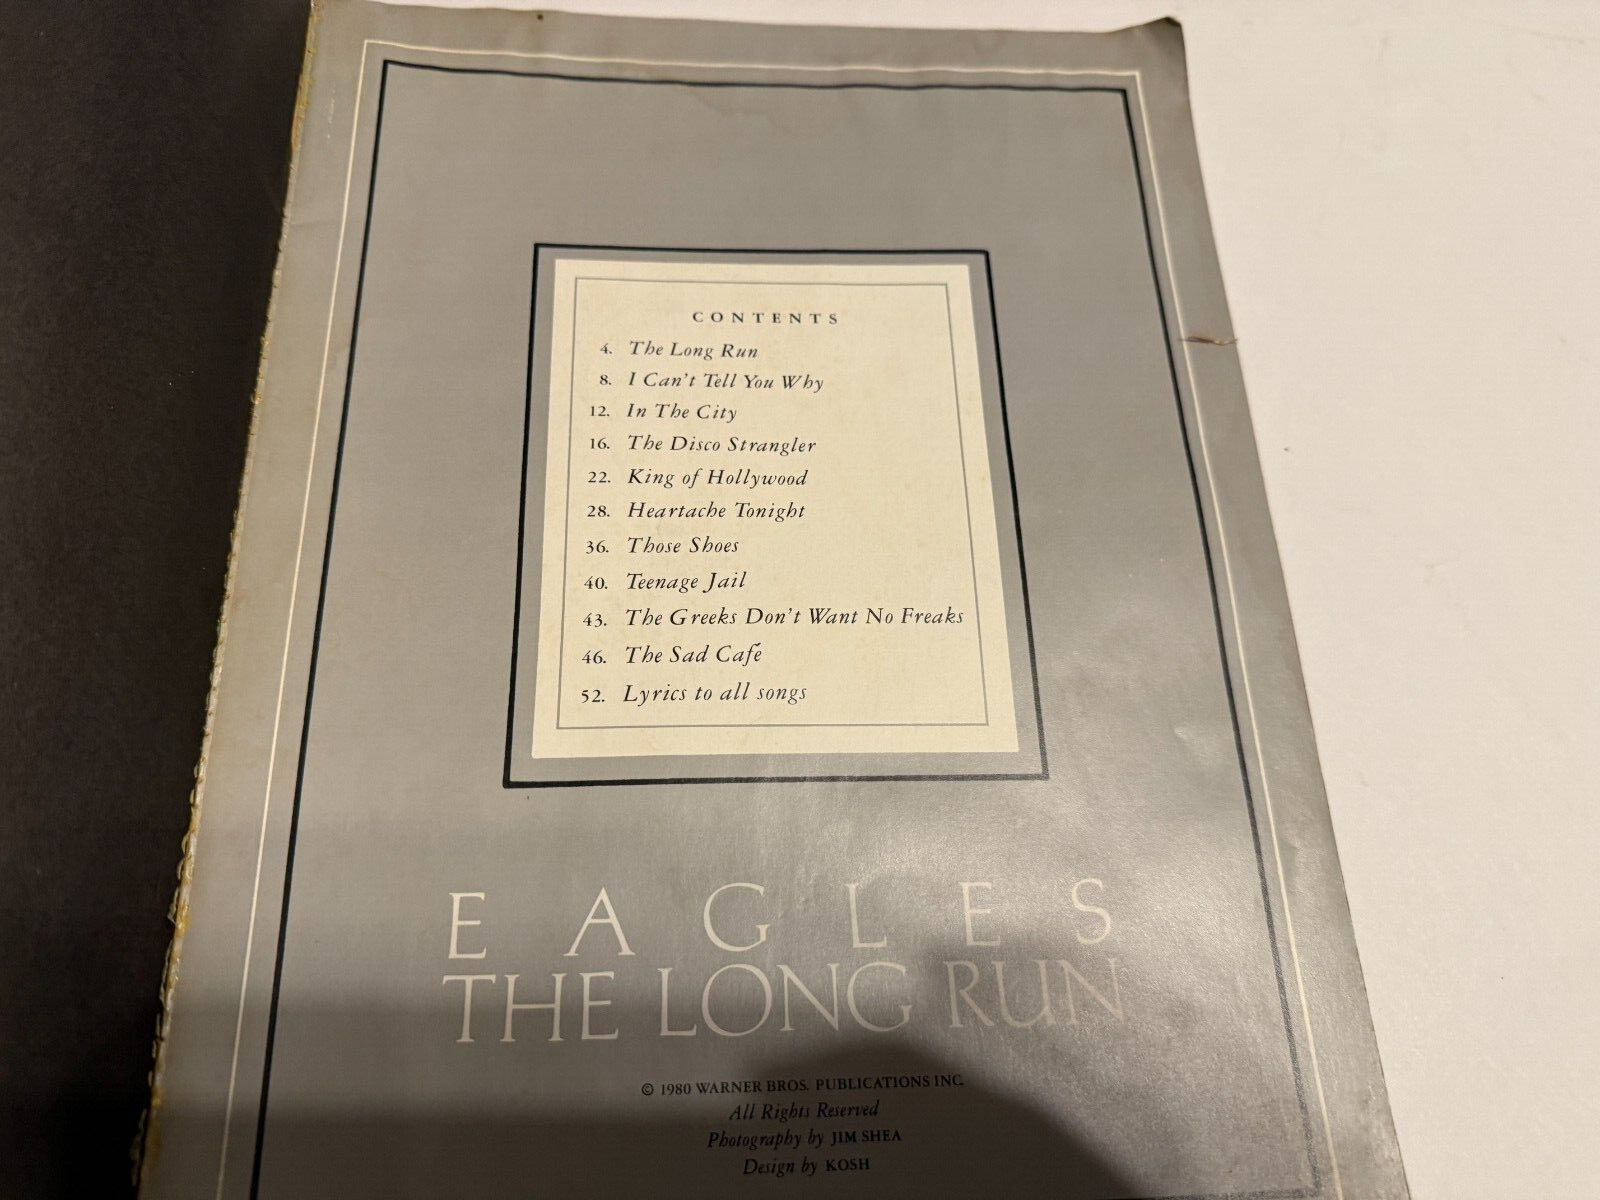 CONTENTS
4. The Long Run
8. I Can't Tell You Why
12. In The City
16. The Disco Strangler
22. King of Hollywood
28. Heartache Tonight
36. Those Shoes
40. Teenage Jail
43. The Greeks Don't Want No Freaks
46. The Sad Café
52. Lyrics to all songs
EAGLES
THE LONG RUN
© 1980 WARNER BROS. PUBLICATIONS INC.
All Rights Reserved
Photography by JIM SHEA
Design by KOSH